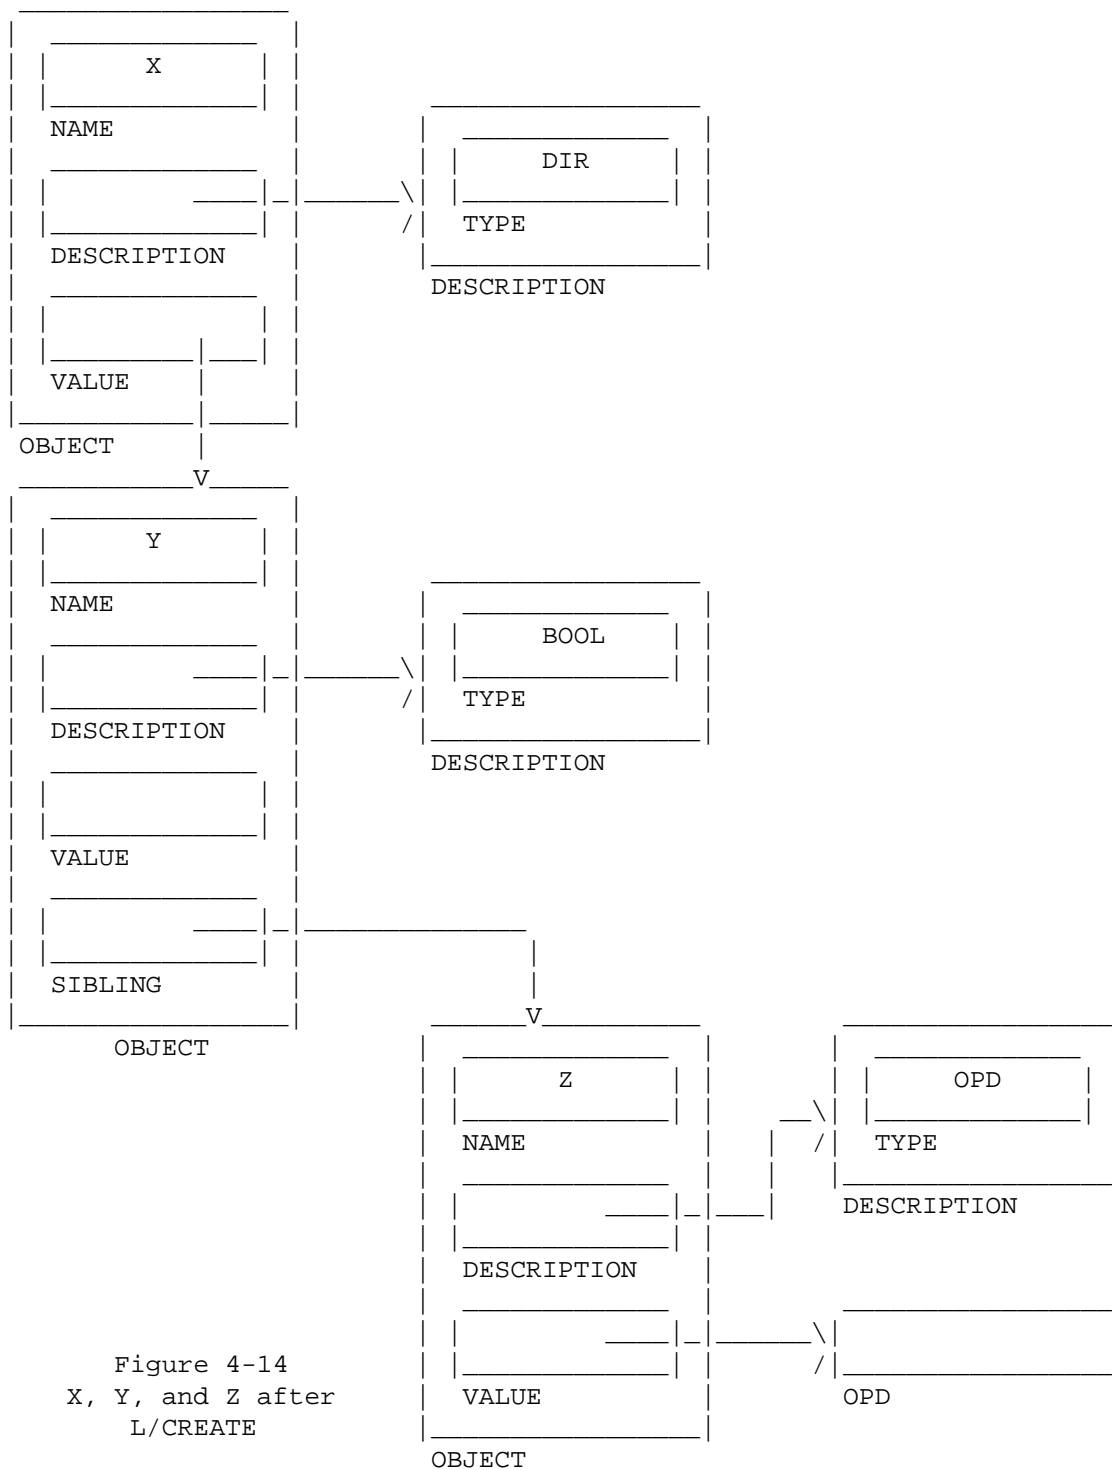 X
NAME
DIR
TYPE
DESCRIPTION
DESCRIPTION
VALUE
OBJECT
Y
NAME
BOOL
TYPE
DESCRIPTION
DESCRIPTION
VALUE
SIBLING
OBJECT
Z OPD
NAME TYPE
DESCRIPTION
DESCRIPTION
Figure 4-14
X, Y, and Z after VALUE OPD
L/CREATE
OBJECT